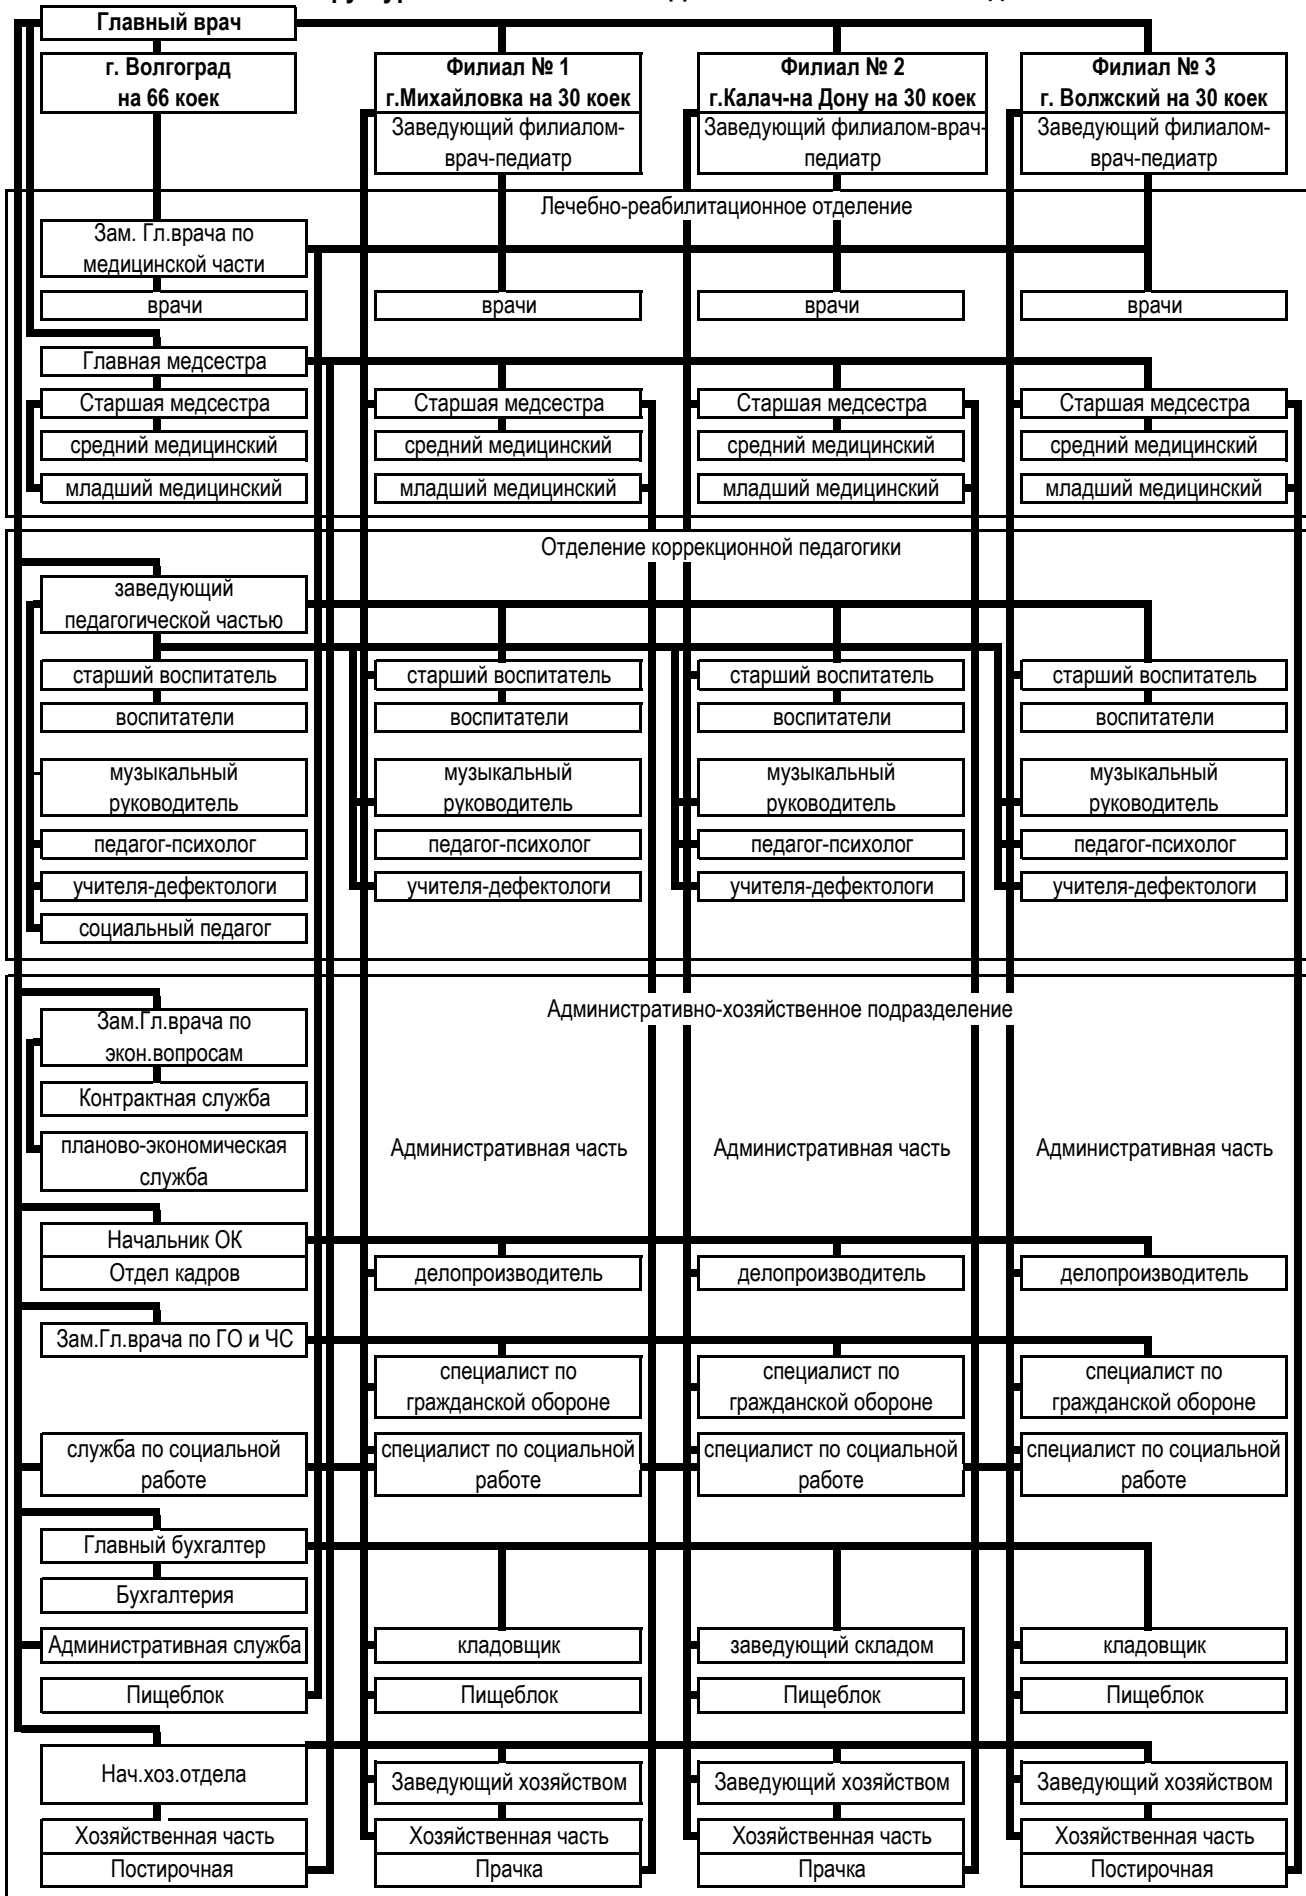 Главный врач
г. Волгоград
на 66 коек
Филиал № 1
г.Михайловка на 30 коек
Заведующий филиалом-
врач-педиатр
Филиал № 2
г.Калач-на Дону на 30 коек
Заведующий филиалом-врач-
педиатр
Филиал № 3
г. Волжский на 30 коек
Заведующий филиалом-
врач-педиатр
Лечебно-реабилитационное отделение
Зам. Гл.врача по
медицинской части
врачи
врачи
врачи
врачи
Главная медсестра
Старшая медсестра
Старшая медсестра
Старшая медсестра
Старшая медсестра
средний медицинский
средний медицинский
средний медицинский
средний медицинский
младший медицинский
младший медицинский
младший медицинский
младший медицинский
Отделение коррекционной педагогики
заведующий
педагогической частью
старший воспитатель
старший воспитатель
старший воспитатель
старший воспитатель
воспитатели
воспитатели
воспитатели
воспитатели
музыкальный
руководитель
музыкальный
руководитель
музыкальный
руководитель
музыкальный
руководитель
педагог-психолог
педагог-психолог
педагог-психолог
педагог-психолог
учителя-дефектологи
учителя-дефектологи
учителя-дефектологи
учителя-дефектологи
социальный педагог
Административно-хозяйственное подразделение
Зам.Гл.врача по
экон.вопросам
Контрактная служба
планово-экономическая
служба
Административная часть
Административная часть
Административная часть
Начальник ОК
Отдел кадров
делопроизводитель
делопроизводитель
делопроизводитель
Зам.Гл.врача по ГО и ЧС
специалист по
гражданской обороне
специалист по
гражданской обороне
специалист по
гражданской обороне
служба по социальной
работе
специалист по социальной
работе
специалист по социальной
работе
специалист по социальной
работе
Главный бухгалтер
Бухгалтерия
Административная служба
кладовщик
заведующий складом
кладовщик
Пищеблок
Пищеблок
Пищеблок
Пищеблок
Нач.хоз.отдела
Заведующий хозяйством
Заведующий хозяйством
Заведующий хозяйством
Хозяйственная часть
Хозяйственная часть
Хозяйственная часть
Хозяйственная часть
Постирочная
Прачка
Прачка
Постирочная